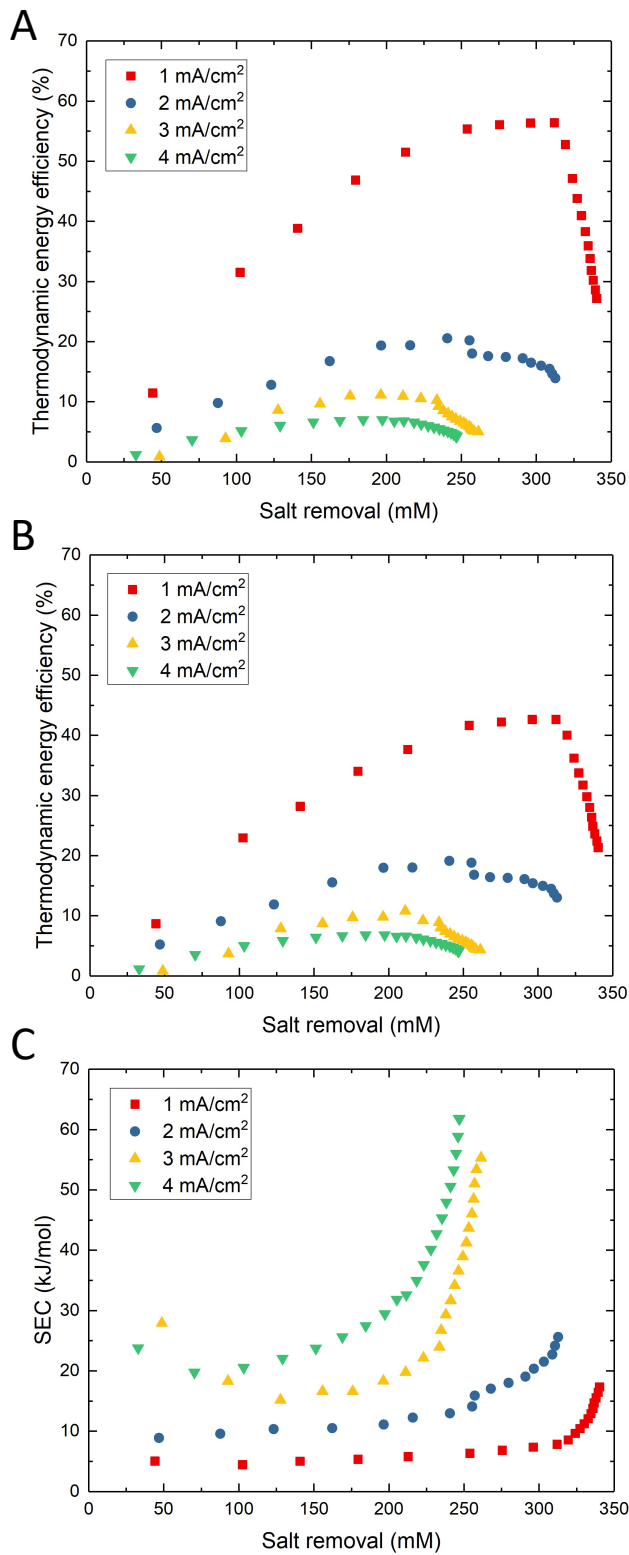 A
Thermodynamic energy efficiency (%)
70
60
50
40
30
20
10
0
1 mA/cm²
2 mA/cm²
3 mA/cm²
4 mA/cm²
0 50 100 150 200 250 300 350
Salt removal (mM)
B
Thermodynamic energy efficiency (%)
70
60
50
40
30
20
10
0
1 mA/cm²
2 mA/cm²
3 mA/cm²
4 mA/cm²
0 50 100 150 200 250 300 350
Salt removal (mM)
C
SEC (kJ/mol)
70
60
50
40
30
20
10
0
1 mA/cm²
2 mA/cm²
3 mA/cm²
4 mA/cm²
0 50 100 150 200 250 300 350
Salt removal (mM)